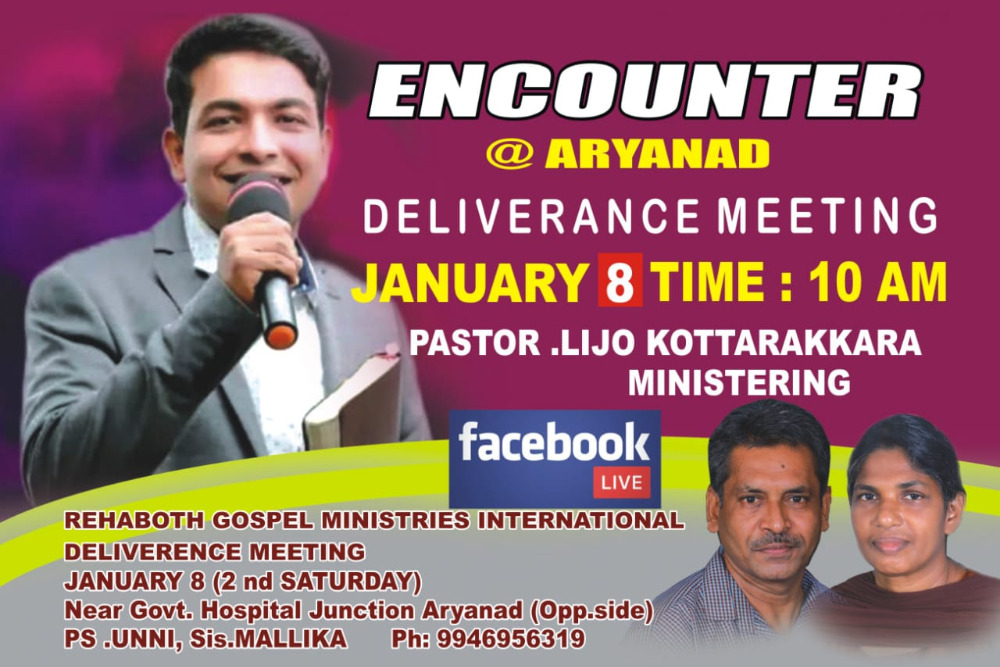 ENCOUNTER
@ ARYANAD
DELIVERANCE MEETING
JANUARY 8 TIME : 10 AM
PASTOR .LIJO KOTTARAKKARA
MINISTERING
facebook
LIVE
REHABOTH GOSPEL MINISTRIES INTERNATIONAL
DELIVERENCE MEETING
JANUARY 8 (2 nd SATURDAY)
Near Govt. Hospital Junction Aryanad (Opp.side)
PS .UNNI, Sis.MALLIKA Ph: 9946956319